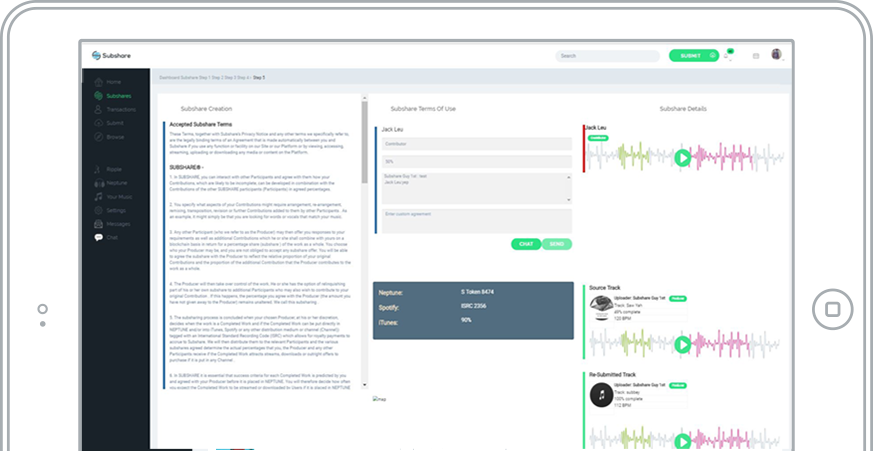 Subshare
Search
SUBMIT
Home
Subshares
Transactions
Submit
Browse
Ripple
Neptune
Your Music
Settings
Messages
Chat
Dashboard Subshare Step 1 Step 2 Step 3 Step 4 - Step 5
Subshare Creation
Accepted Subshare Terms
These Terms, together with Subshare's Privacy Notice and any other terms we specifically refer to,
are the legally binding terms of an Agreement that is made automatically between you and
Subshare if you use any function or facility on our Site or our Platform or by viewing, accessing,
streaming, uploading or downloading any media or content on the Platform.
SUBSHARE® -
1. In SUBSHARE, you can interact with other Participants and agree with them how your
Contributions, which are likely to be incomplete, can be developed in combination with the
Contributions of the other SUBSHARE participants (Participants) in agreed percentages.
2. You specify what aspects of your Contributions might require arrangement, re-arrangement,
remixing, transposition, revision or further Contributions added to them by other Participants. As
an example, it might simply be that you are looking for words or vocals that match your music.
3. Any other Participant (who we refer to as the Producer) may then offer you responses to your
requirements as well as additional Contributions which he or she shall combine with yours on a
blockchain basis in return for a percentage share (subshare ) of the work as a whole. You choose
who your Producer may be and you are not obliged to accept any subshare offer. You will be able
to agree the subshare with the Producer to reflect the relative proportion of your original
Contributions and the proportion of the additional Contribution that the Producer contributes to the
work as a whole.
4. The Producer will then take over control of the work. He or she has the option of relinquishing
part of his or her own subshare to additional Participants who may also wish to contribute to your
original Contribution. If this happens, the percentage you agree with the Producer (the amount you
have not given away to the Producer) remains unaltered. We call this subsharing.
5. The subsharing process is concluded when your chosen Producer, at his or her discretion,
decides when the work is a Completed Work and if the Completed Work can be put directly in
NEPTUNE and/or into iTunes, Spotify or any other distribution medium or channel (Channel))
tagged with an International Standard Recording Code (ISRC) which allows for royalty payments to
accrue to Subshare. We will then distribute them to the relevant Participants and the various
subshares agreed determine the actual percentages that you, the Producer and any other
Participants receive if the Completed Work attracts streams, downloads or outright offers to
purchase if it is put in any Channel.
6. In SUBSHARE it is essential that success criteria for each Completed Work is predicted by you
and agreed with your Producer before it is placed in NEPTUNE. You will therefore decide how often
you expect the Completed Work to be streamed or downloaded by Users if it is placed in NEPTUNE
Subshare Terms Of Use
Jack Leu
Contributor
50%
Subshare Guy 1st : test
Jack Leu:yep
Enter custom agreement
CHAT
SEND
Neptune: S Token 8474
Spotify: ISRC 2356
iTunes: 90%
map
Subshare Details
Jack Leu
Source Track
Uploader: Subshare Guy 1st
Track: Sax 1st!
49% complete
123 BPM
Re-Submitted Track
Uploader: Subshare Guy 1st
Track: subbey
100% complete
112 BPM